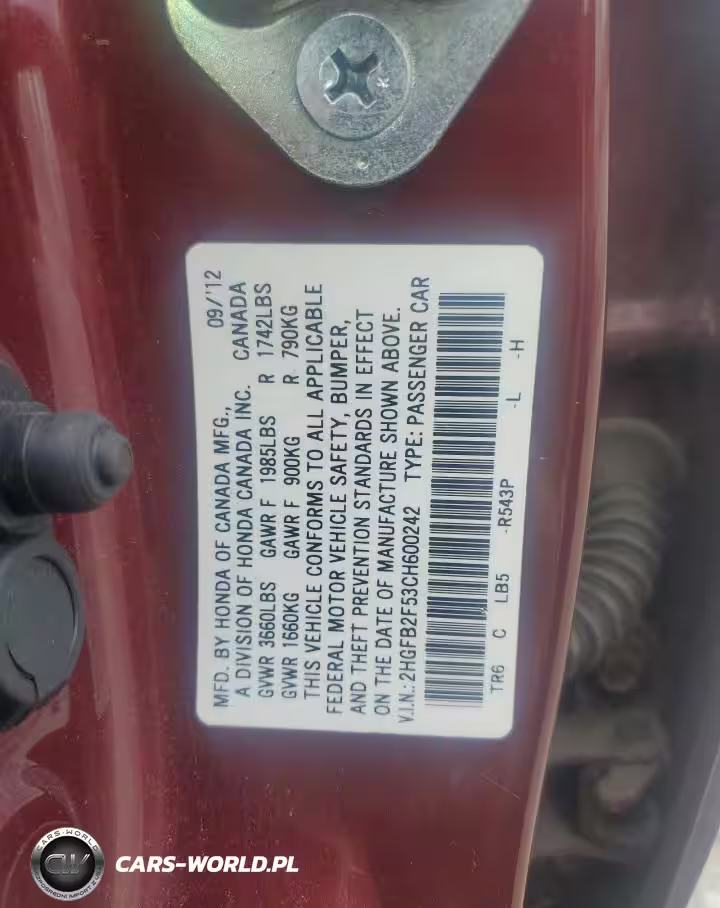 MFD. BY HONDA OF CANADA MFG., 09/'12
A DIVISION OF HONDA CANADA INC. CANADA
GVWR 3660LBS GAWR F 1985LBS R 1742LBS
GVWR 1660KG GAWR F 900KG R 790KG
THIS VEHICLE CONFORMS TO ALL APPLICABLE
FEDERAL MOTOR VEHICLE SAFETY, BUMPER,
AND THEFT PREVENTION STANDARDS IN EFFECT
ON THE DATE OF MANUFACTURE SHOWN ABOVE.
V.I.N.:2HGFB2F53CH600242 TYPE: PASSENGER CAR
TR6 C LB5 -R543P -L -H
CARS-WORLD
CW
CARS-WORLD.PL